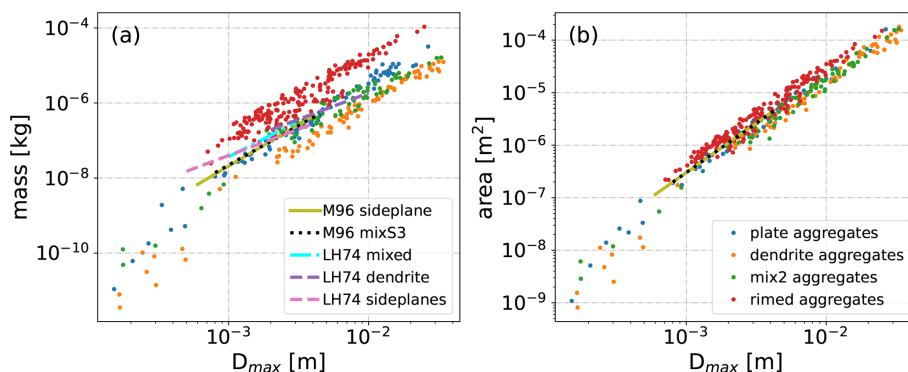 (a)
mass [kg]
10⁻⁴
10⁻⁶
10⁻⁸
10⁻¹⁰
M96 sideplane
M96 mixS3
LH74 mixed
LH74 dendrite
LH74 sideplanes
10⁻³
10⁻²
D_max [m]
(b)
area [m²]
10⁻⁴
10⁻⁵
10⁻⁶
10⁻⁷
10⁻⁸
10⁻⁹
plate aggregates
dendrite aggregates
mix2 aggregates
rimed aggregates
10⁻³
10⁻²
D_max [m]